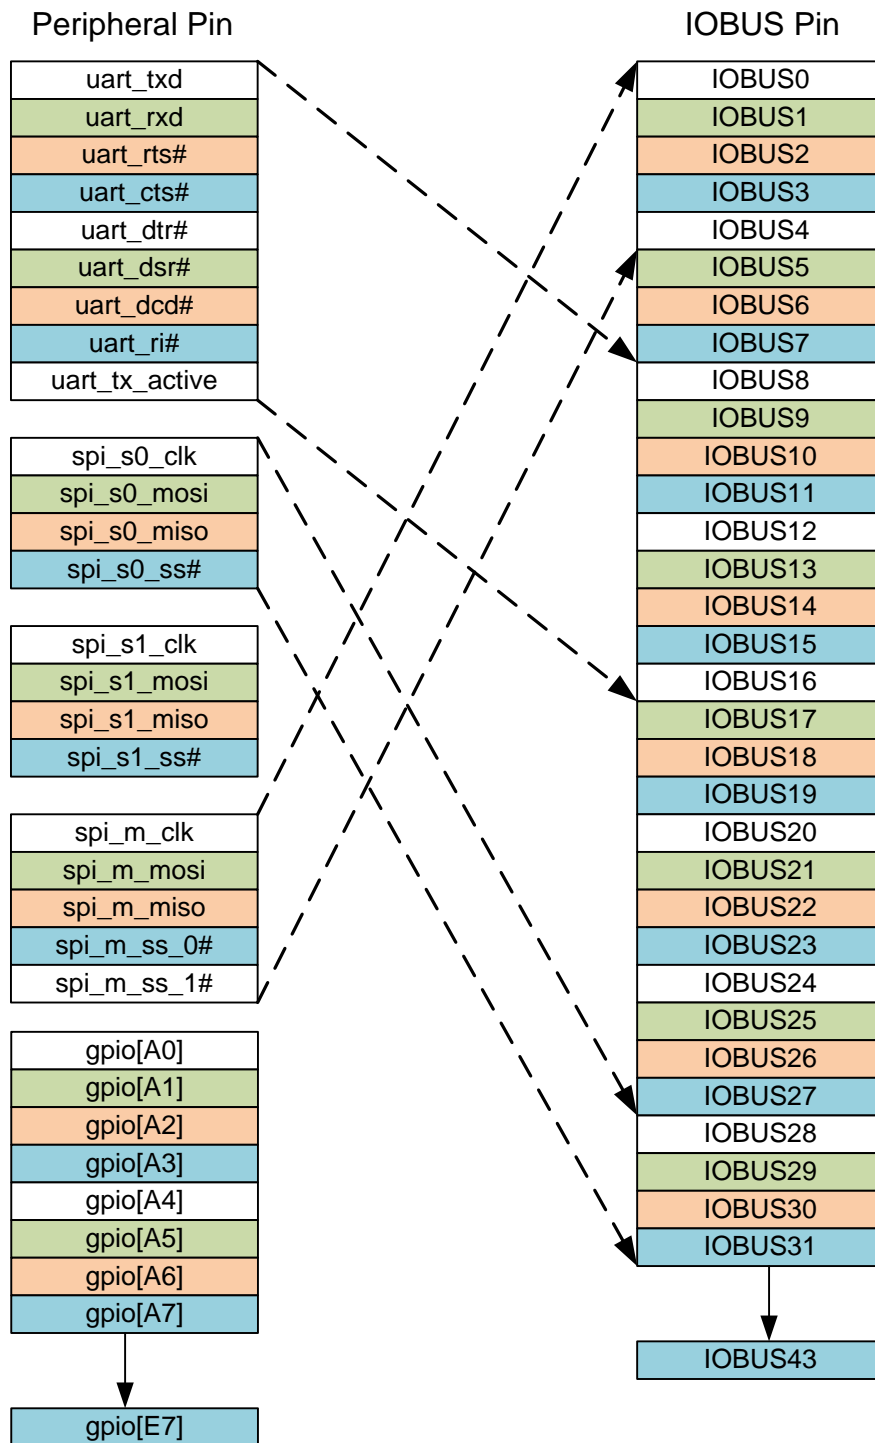 Peripheral Pin
uart_txd
uart_rxd
uart_rts#
uart_cts#
uart_dtr#
uart_dsr#
uart_dcd#
uart_ri#
uart_tx_active
spi_s0_clk
spi_s0_mosi
spi_s0_miso
spi_s0_ss#
spi_s1_clk
spi_s1_mosi
spi_s1_miso
spi_s1_ss#
spi_m_clk
spi_m_mosi
spi_m_miso
spi_m_ss_0#
spi_m_ss_1#
gpio[A0]
gpio[A1]
gpio[A2]
gpio[A3]
gpio[A4]
gpio[A5]
gpio[A6]
gpio[A7]
gpio[E7]
IOBUS Pin
IOBUS0
IOBUS1
IOBUS2
IOBUS3
IOBUS4
IOBUS5
IOBUS6
IOBUS7
IOBUS8
IOBUS9
IOBUS10
IOBUS11
IOBUS12
IOBUS13
IOBUS14
IOBUS15
IOBUS16
IOBUS17
IOBUS18
IOBUS19
IOBUS20
IOBUS21
IOBUS22
IOBUS23
IOBUS24
IOBUS25
IOBUS26
IOBUS27
IOBUS28
IOBUS29
IOBUS30
IOBUS31
IOBUS43